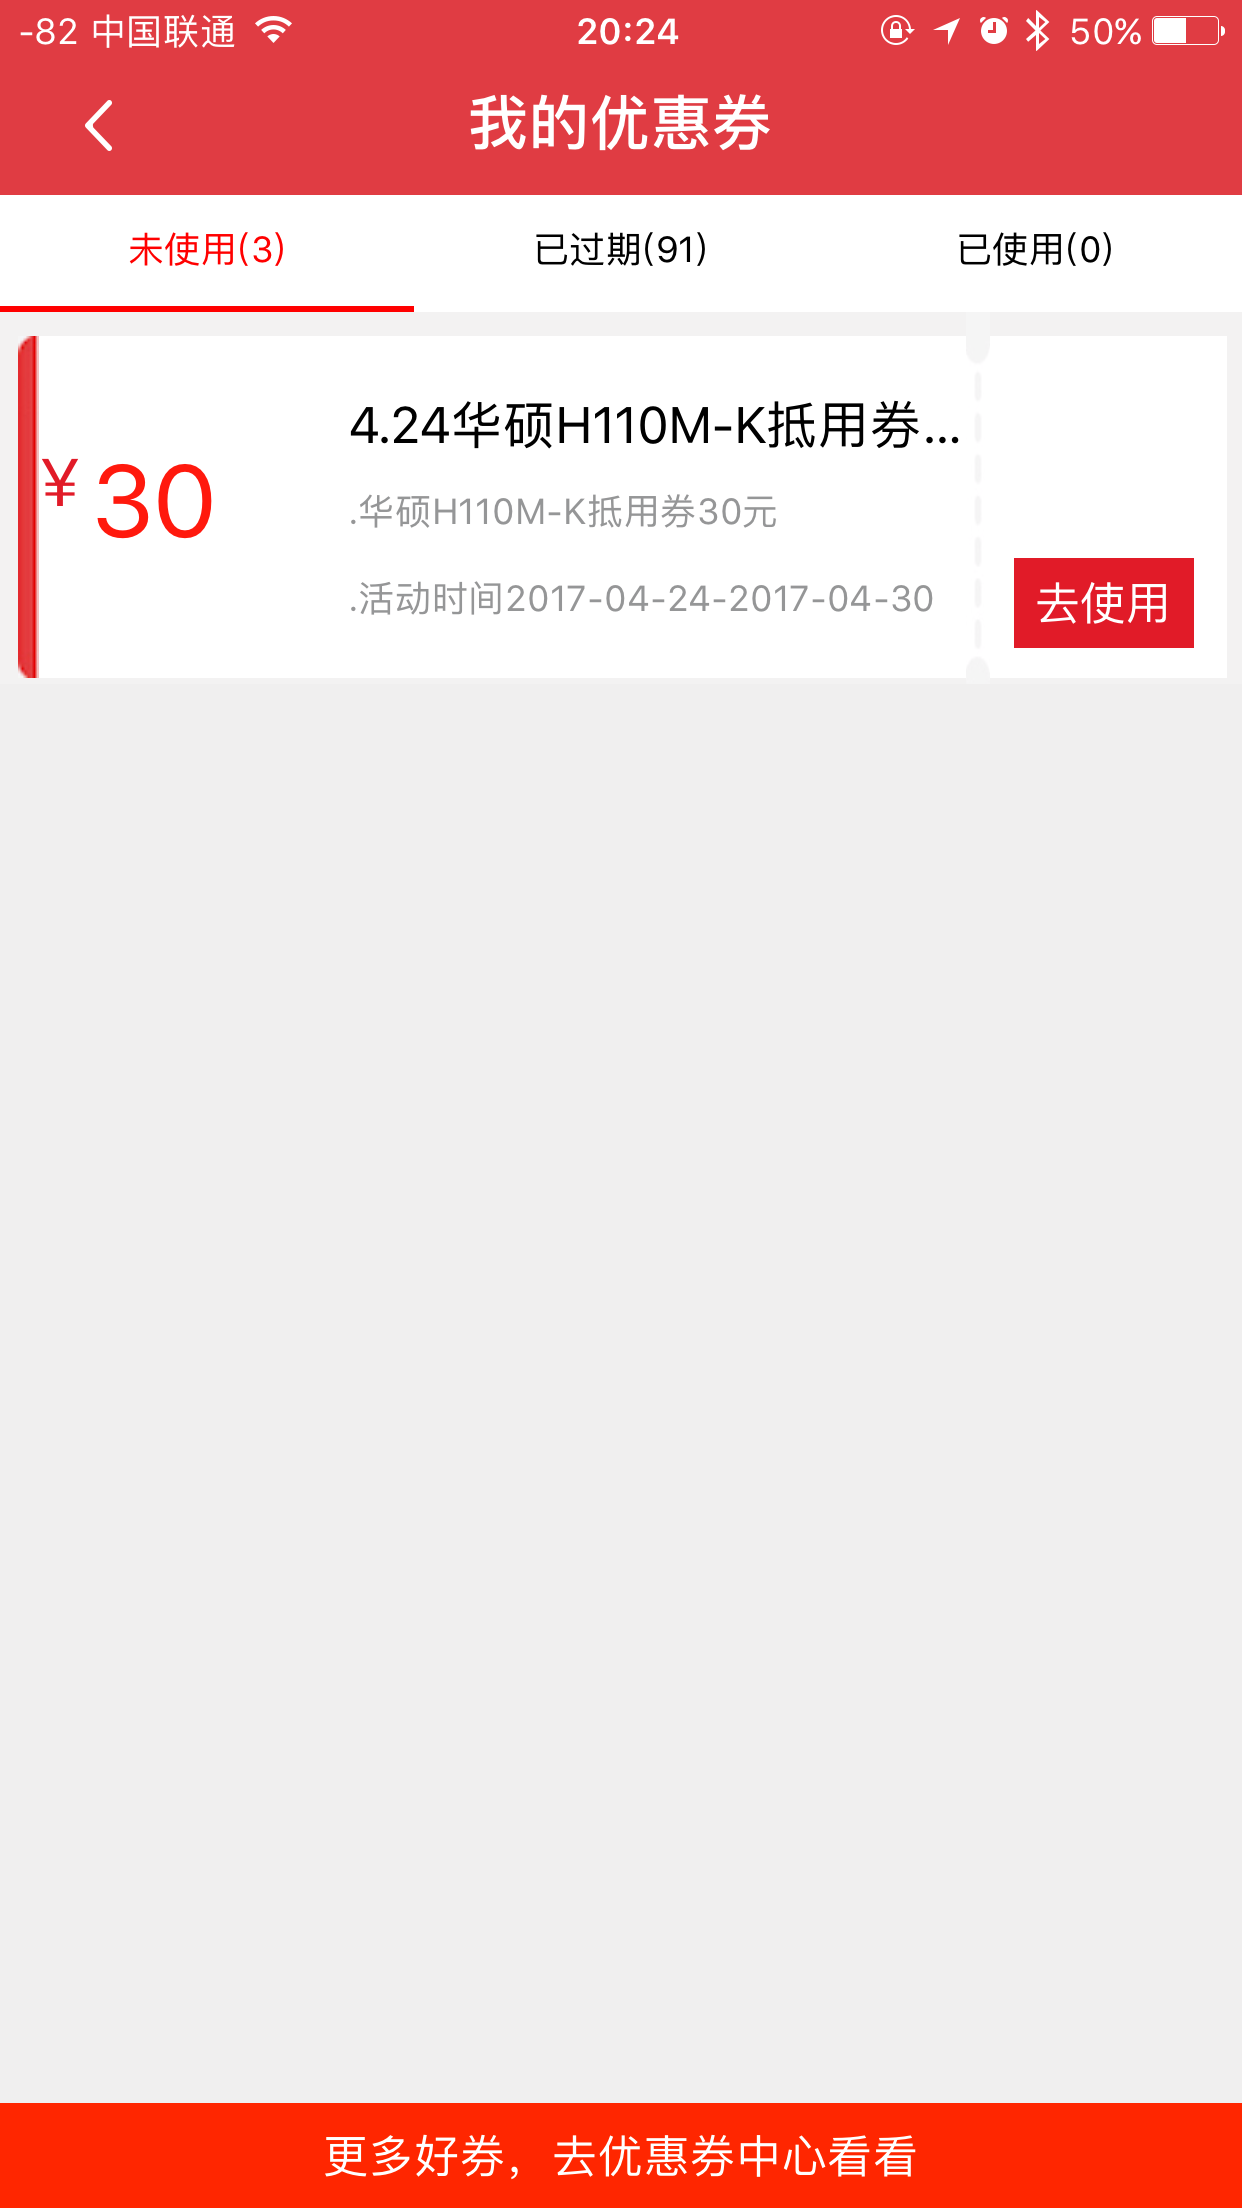 -82 中国联通 20:24 50%
我的优惠券
未使用(3) 已过期(91) 已使用(0)
4.24华硕H110M-K抵用券...
¥ 30
.华硕H110M-K抵用券30元
.活动时间2017-04-24-2017-04-30
去使用
更多好券，去优惠券中心看看